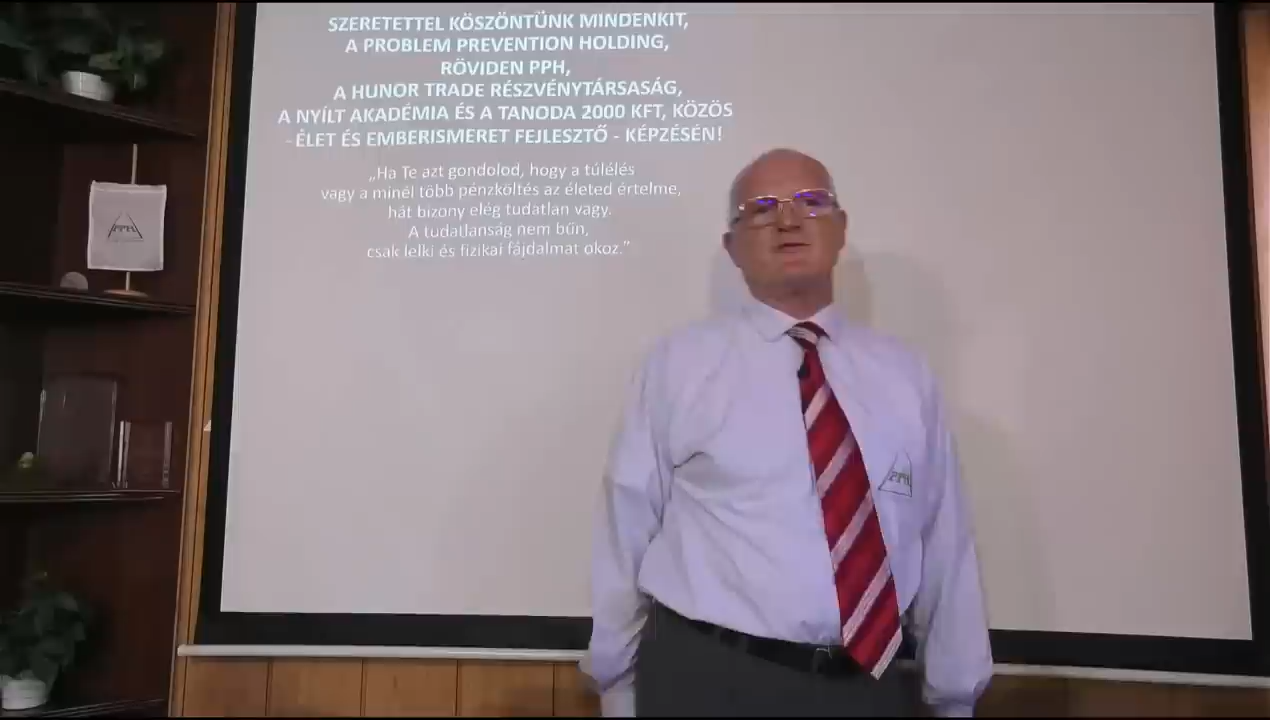 SZERETETTEL KÖSZÖNTÜNK MINDENKIT,
A PROBLEM PREVENTION HOLDING,
RÖVIDEN PPH,
A HUNOR TRADE RÉSZVÉNYTÁRSASÁG,
A NYÍLT AKADÉMIA ÉS A TANODA 2000 KFT, KÖZÖS
- ÉLET ÉS EMBERISMERET FEJLESZTŐ - KÉPZÉSÉN!
„Ha Te azt gondolod, hogy a túlélés
vagy a minél több pénzköltés az életed értelme,
hát bizony elég tudatlan vagy.
A tudatlanság nem bűn,
csak lelki és fizikai fájdalmat okoz.”
PPH
PPH